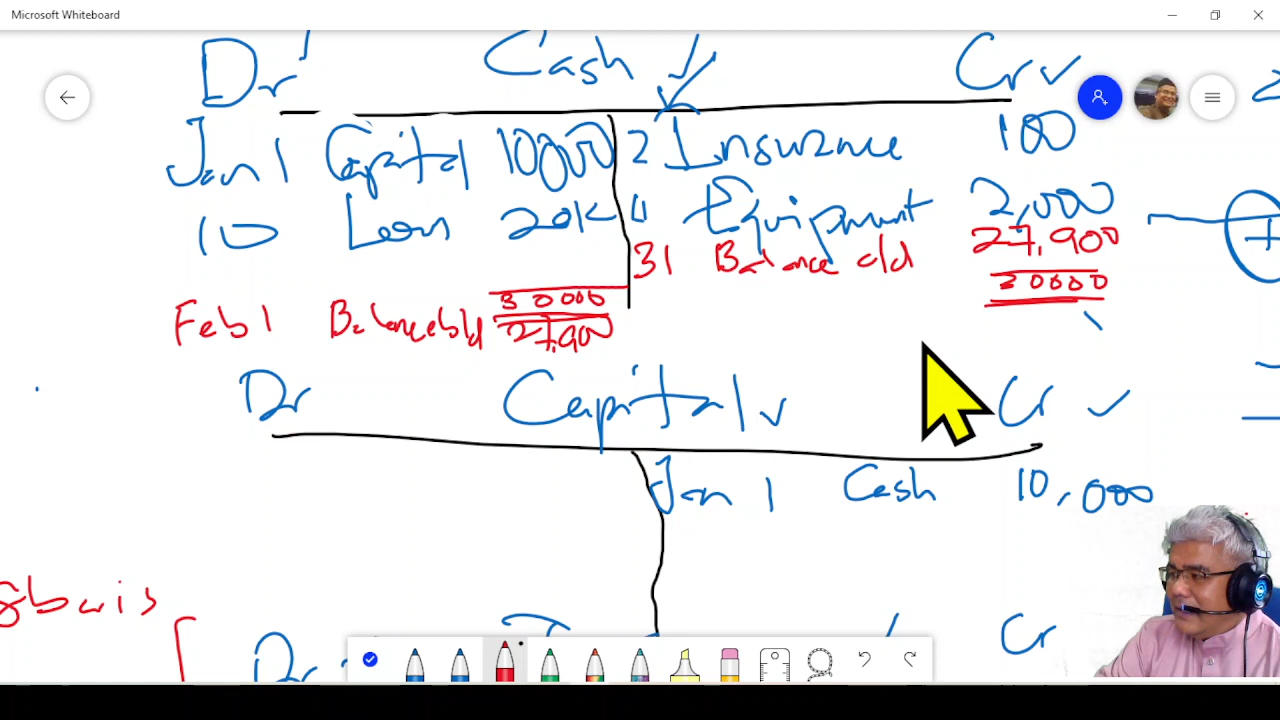 Microsoft Whiteboard
Dr Cash Cr
Jan 1 Capital 10000 2 Insurance 100
10 Loan 20K 11 Equipment 2,000
31 Balance c/d 27,900
30000 30000
Feb 1 Balance b/d 27,900
Dr Capital Cr
Jan 1 Cash 10,000
Dr Cr